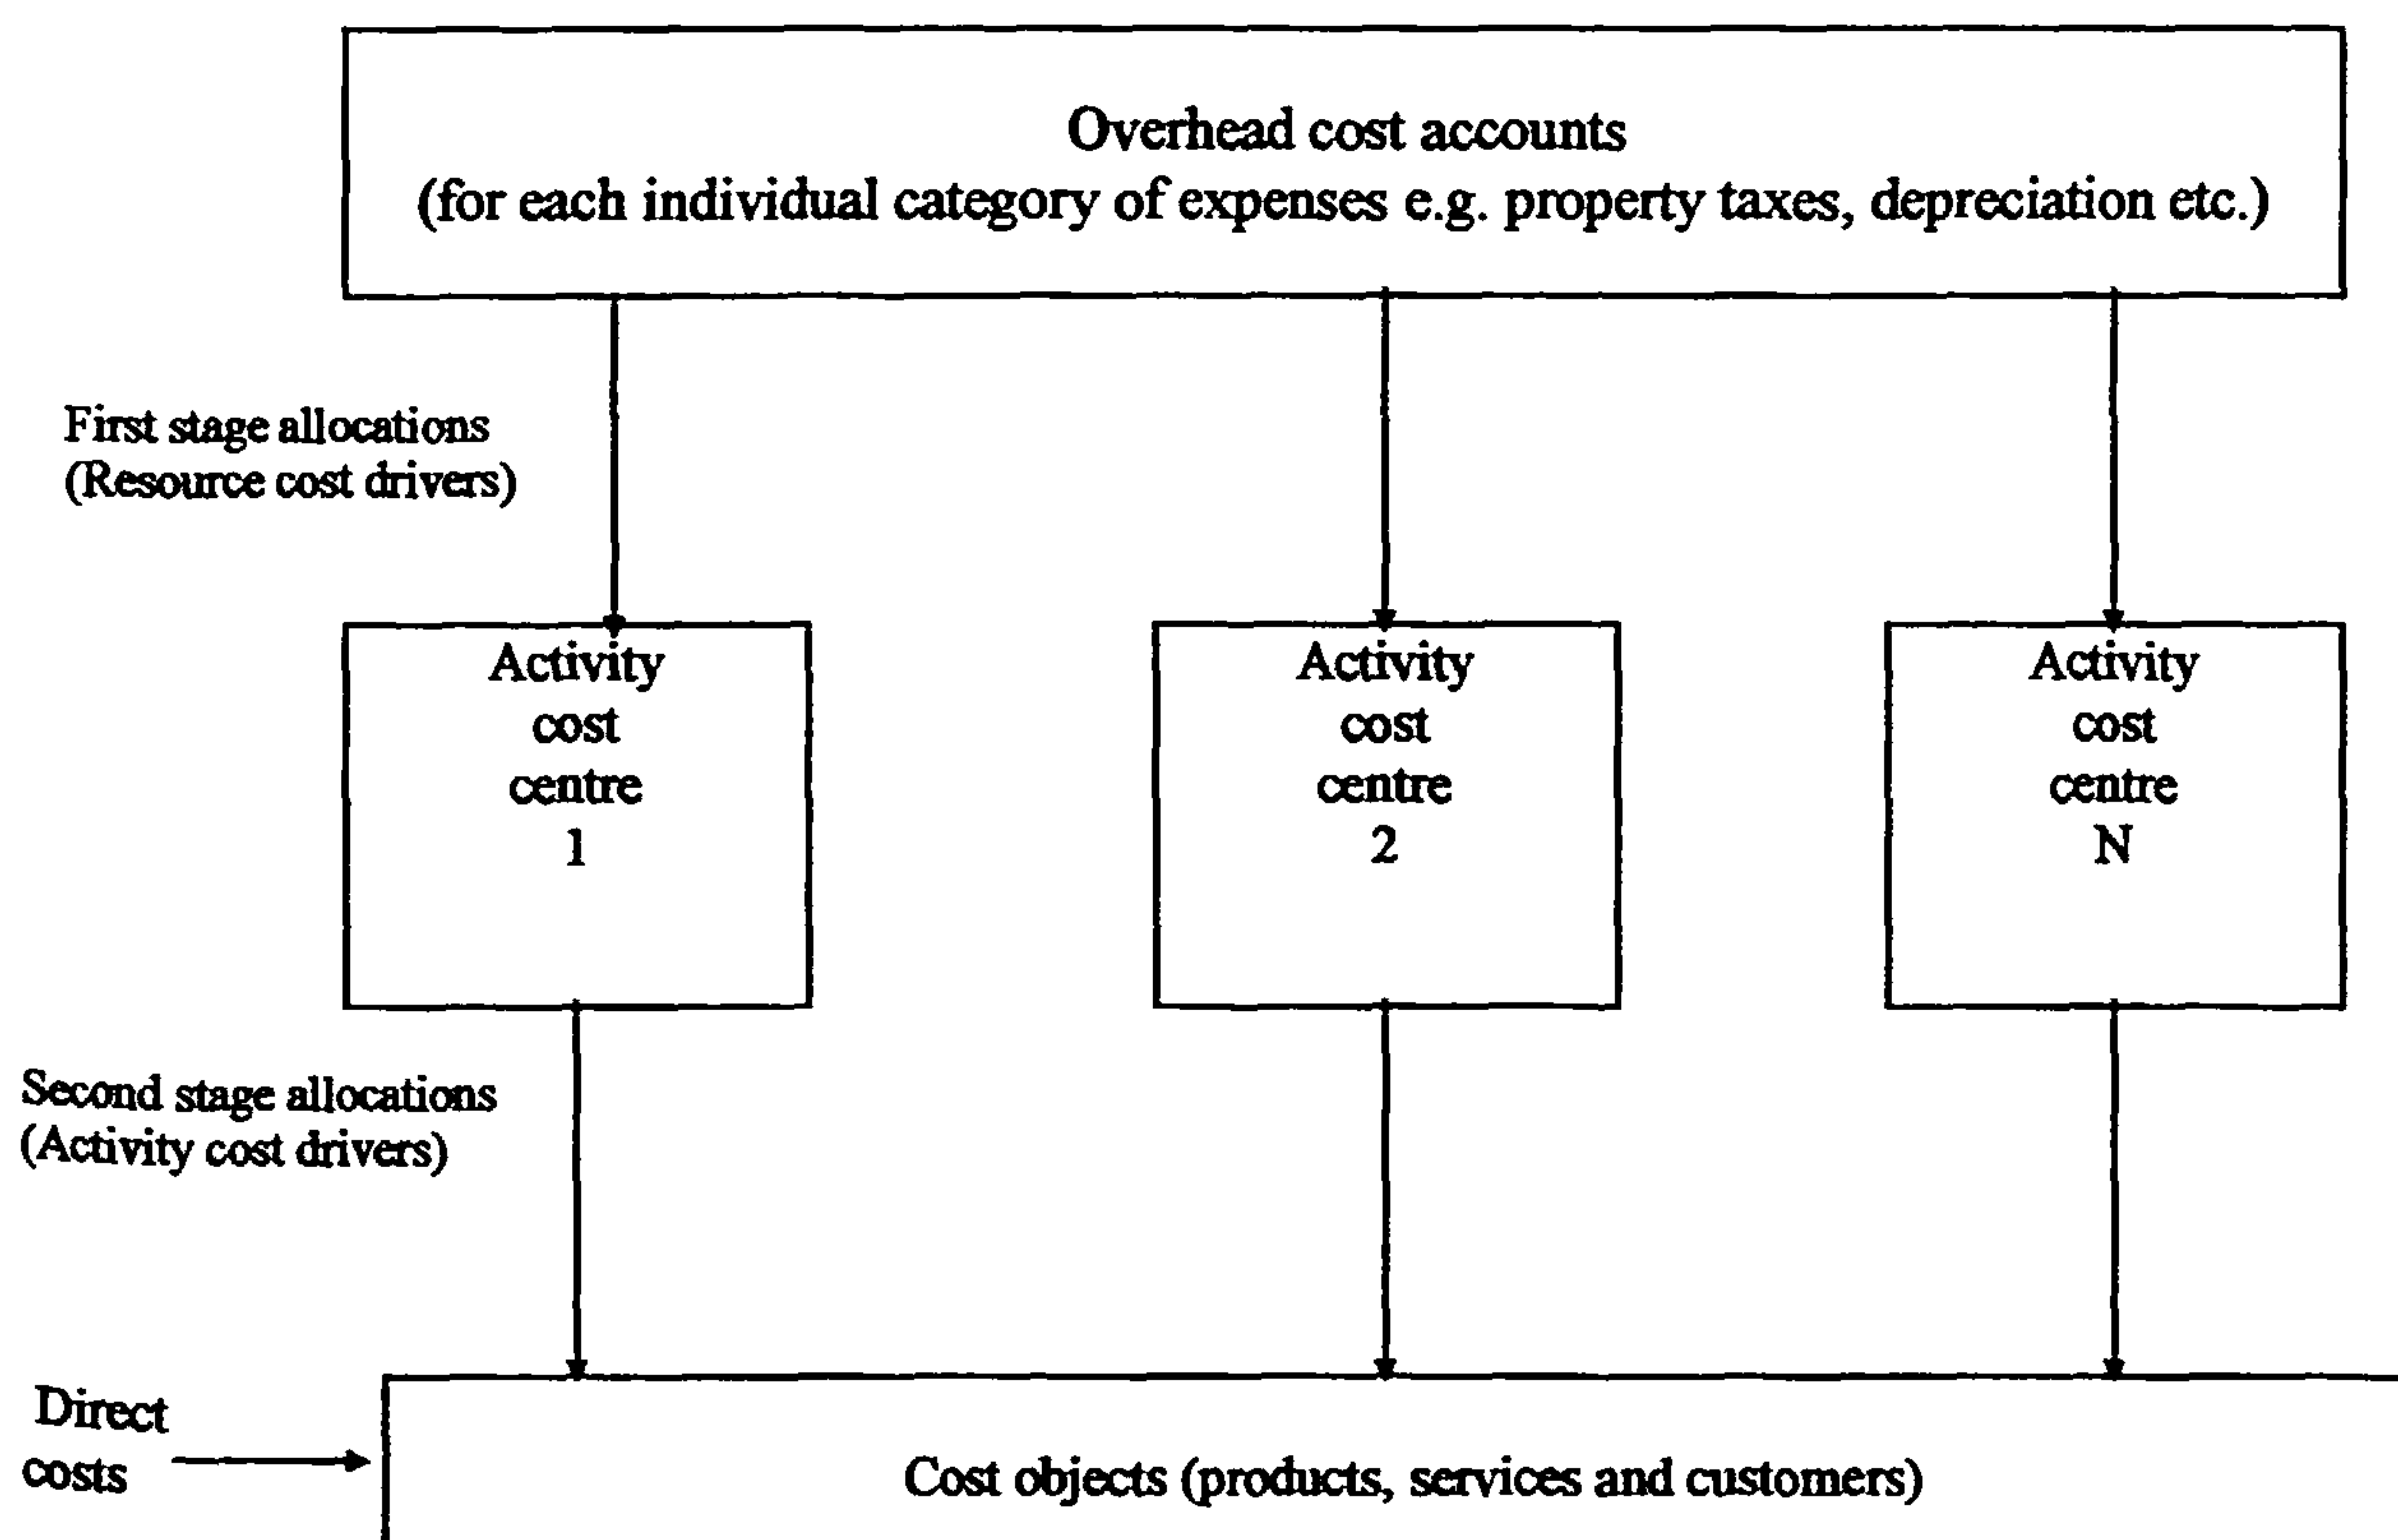 Overhead cost accounts
(for each individual category of expenses e.g. property taxes, depreciation etc.)
First stage allocations
(Resource cost drivers)
Activity
cost
centre
1
Activity
cost
centre
2
Activity
cost
centre
N
Second stage allocations
(Activity cost drivers)
Direct
costs
Cost objects (products, services and customers)